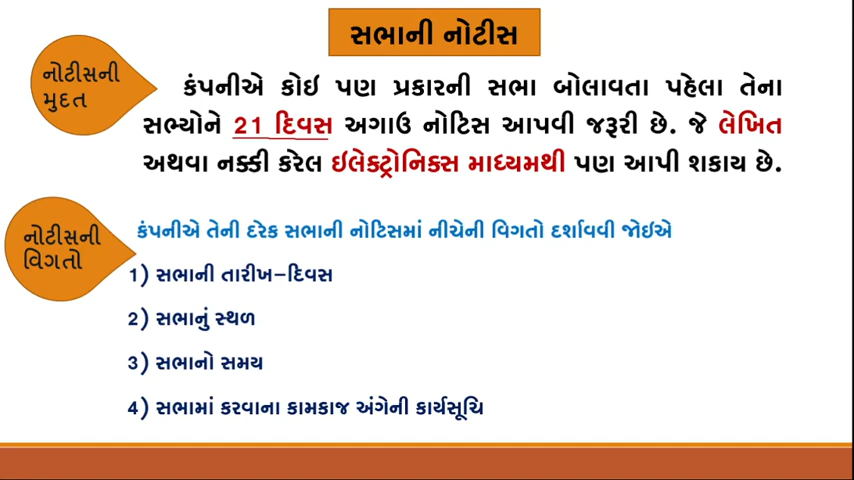 સભાની નોટીસ
નોટીસની
મુદત
કંપનીએ કોઇ પણ પ્રકારની સભા બોલાવતા પહેલા તેના
સભ્યોને 21 દિવસ અગાઉ નોટિસ આપવી જરૂરી છે. જે લેખિત
અથવા નક્કી કરેલ ઇલેક્ટ્રોનિક્સ માધ્યમથી પણ આપી શકાય છે.
નોટીસની
વિગતો
કંપનીએ તેની દરેક સભાની નોટિસમાં નીચેની વિગતો દર્શાવવી જોઇએ
1) સભાની તારીખ-દિવસ
2) સભાનું સ્થળ
3) સભાનો સમય
4) સભામાં કરવાના કામકાજ અંગેની કાર્યસૂચિ